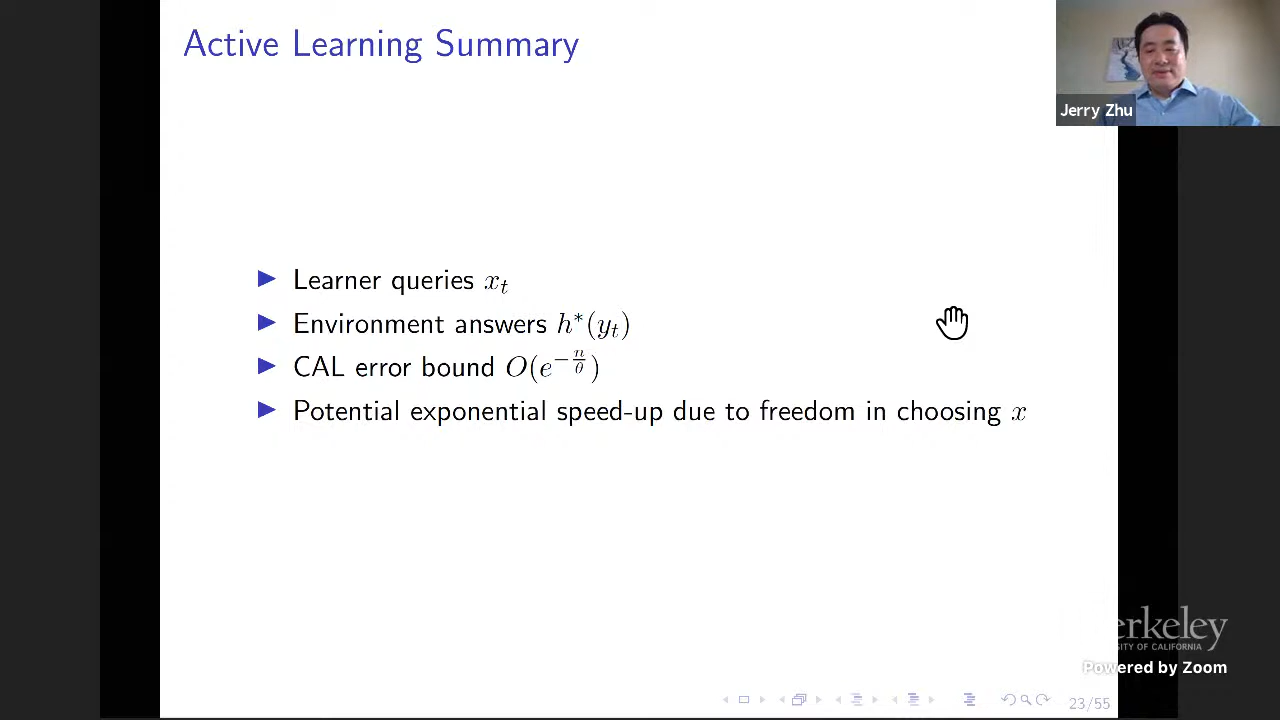 Active Learning Summary
Jerry Zhu
▶ Learner queries x_t
▶ Environment answers h*(y_t)
▶ CAL error bound O(e^{-n/θ})
▶ Potential exponential speed-up due to freedom in choosing x
erkeley
SITY OF CALIFORNIA
Powered by Zoom
23/55